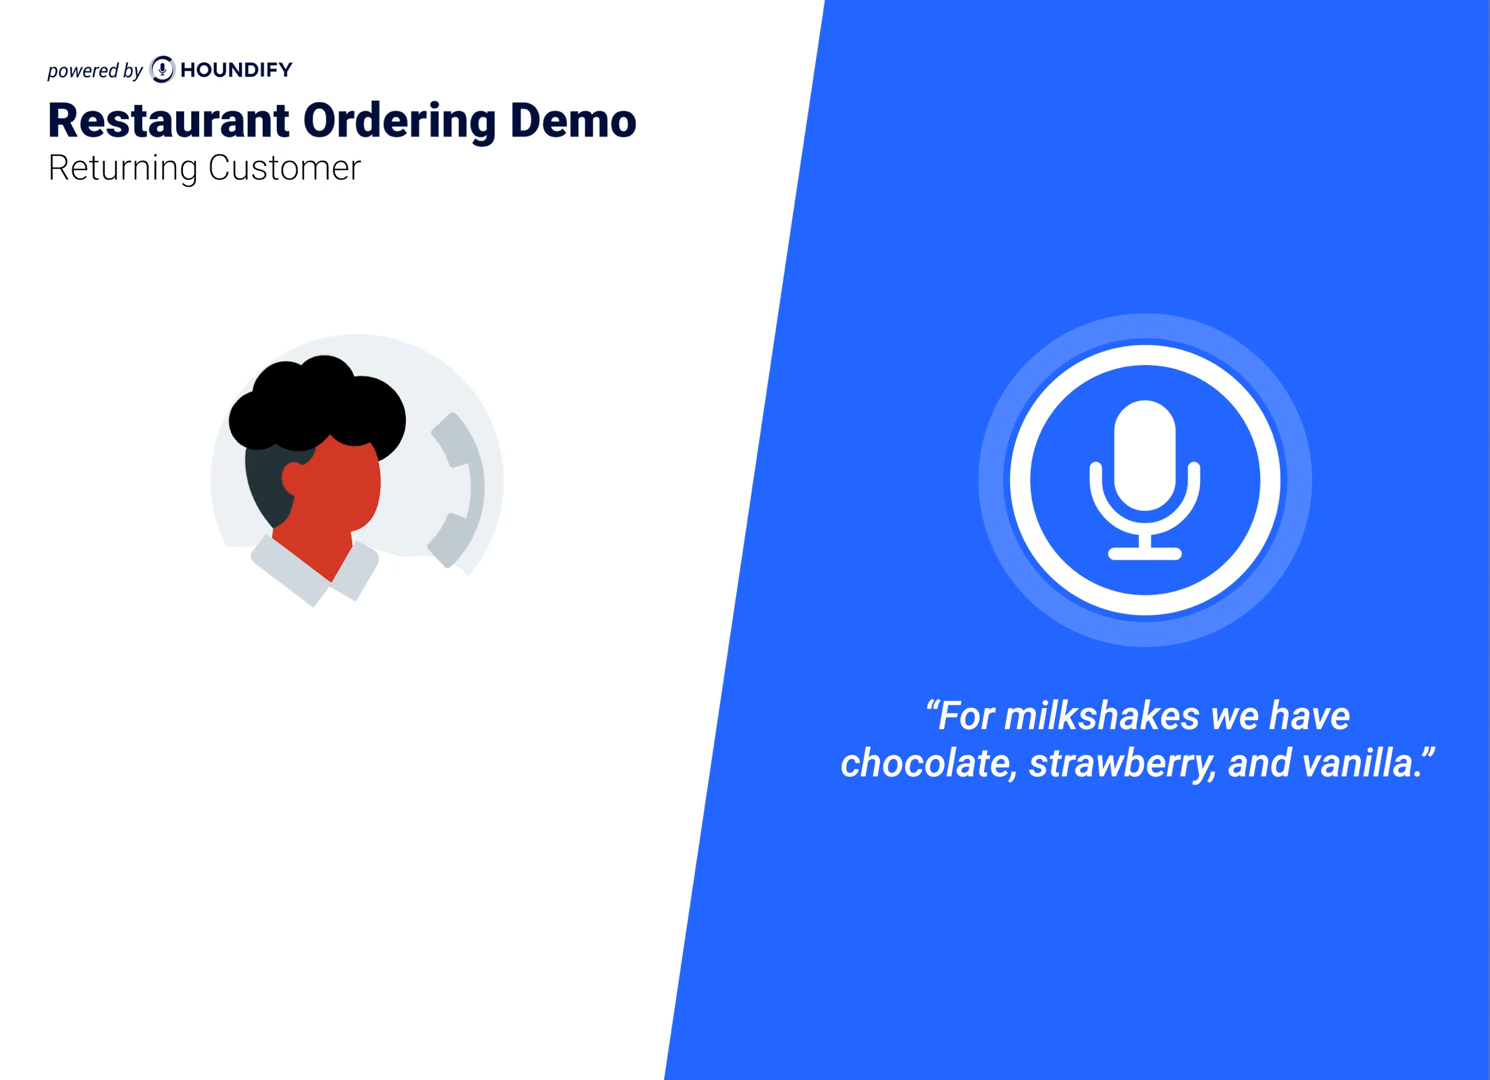 powered by HOUNDIFY
Restaurant Ordering Demo
Returning Customer
“For milkshakes we have
chocolate, strawberry, and vanilla.”